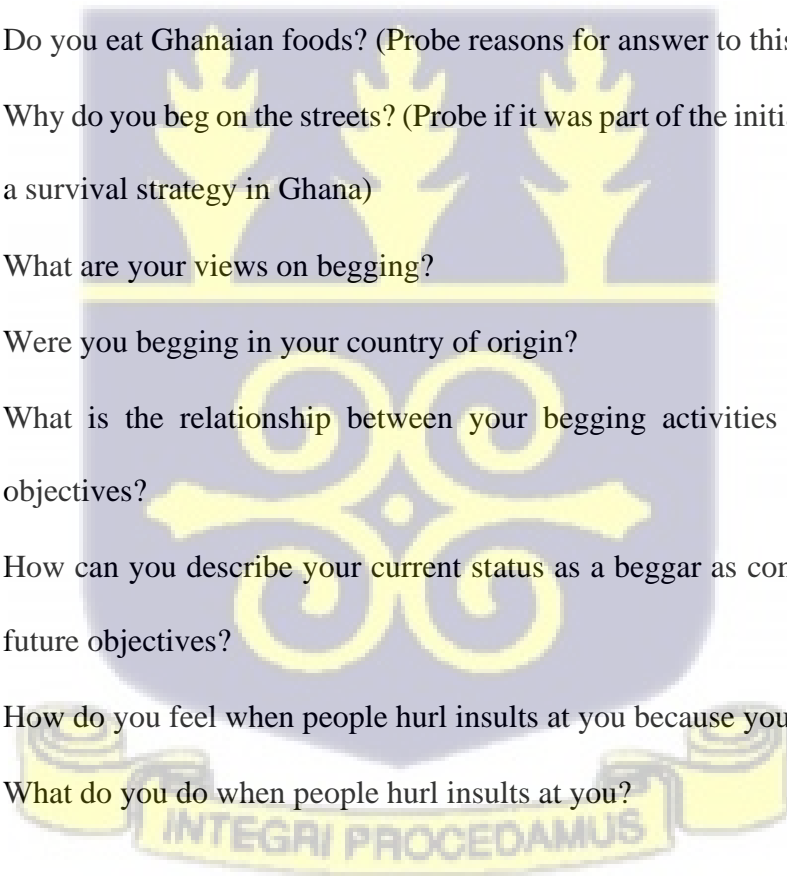 Do you eat Ghanaian foods? (Probe reasons for answer to this
Why do you beg on the streets? (Probe if it was part of the
a survival strategy in Ghana)
What are your views on begging?
Were you begging in your country of origin?
What is the relationship between your begging activities
objectives?
How can you describe your current status as a beggar as
future objectives?
How do you feel when people hurl insults at you because you
What do you do when people hurl insults at you?
INTEGRI PROCEDAMUS